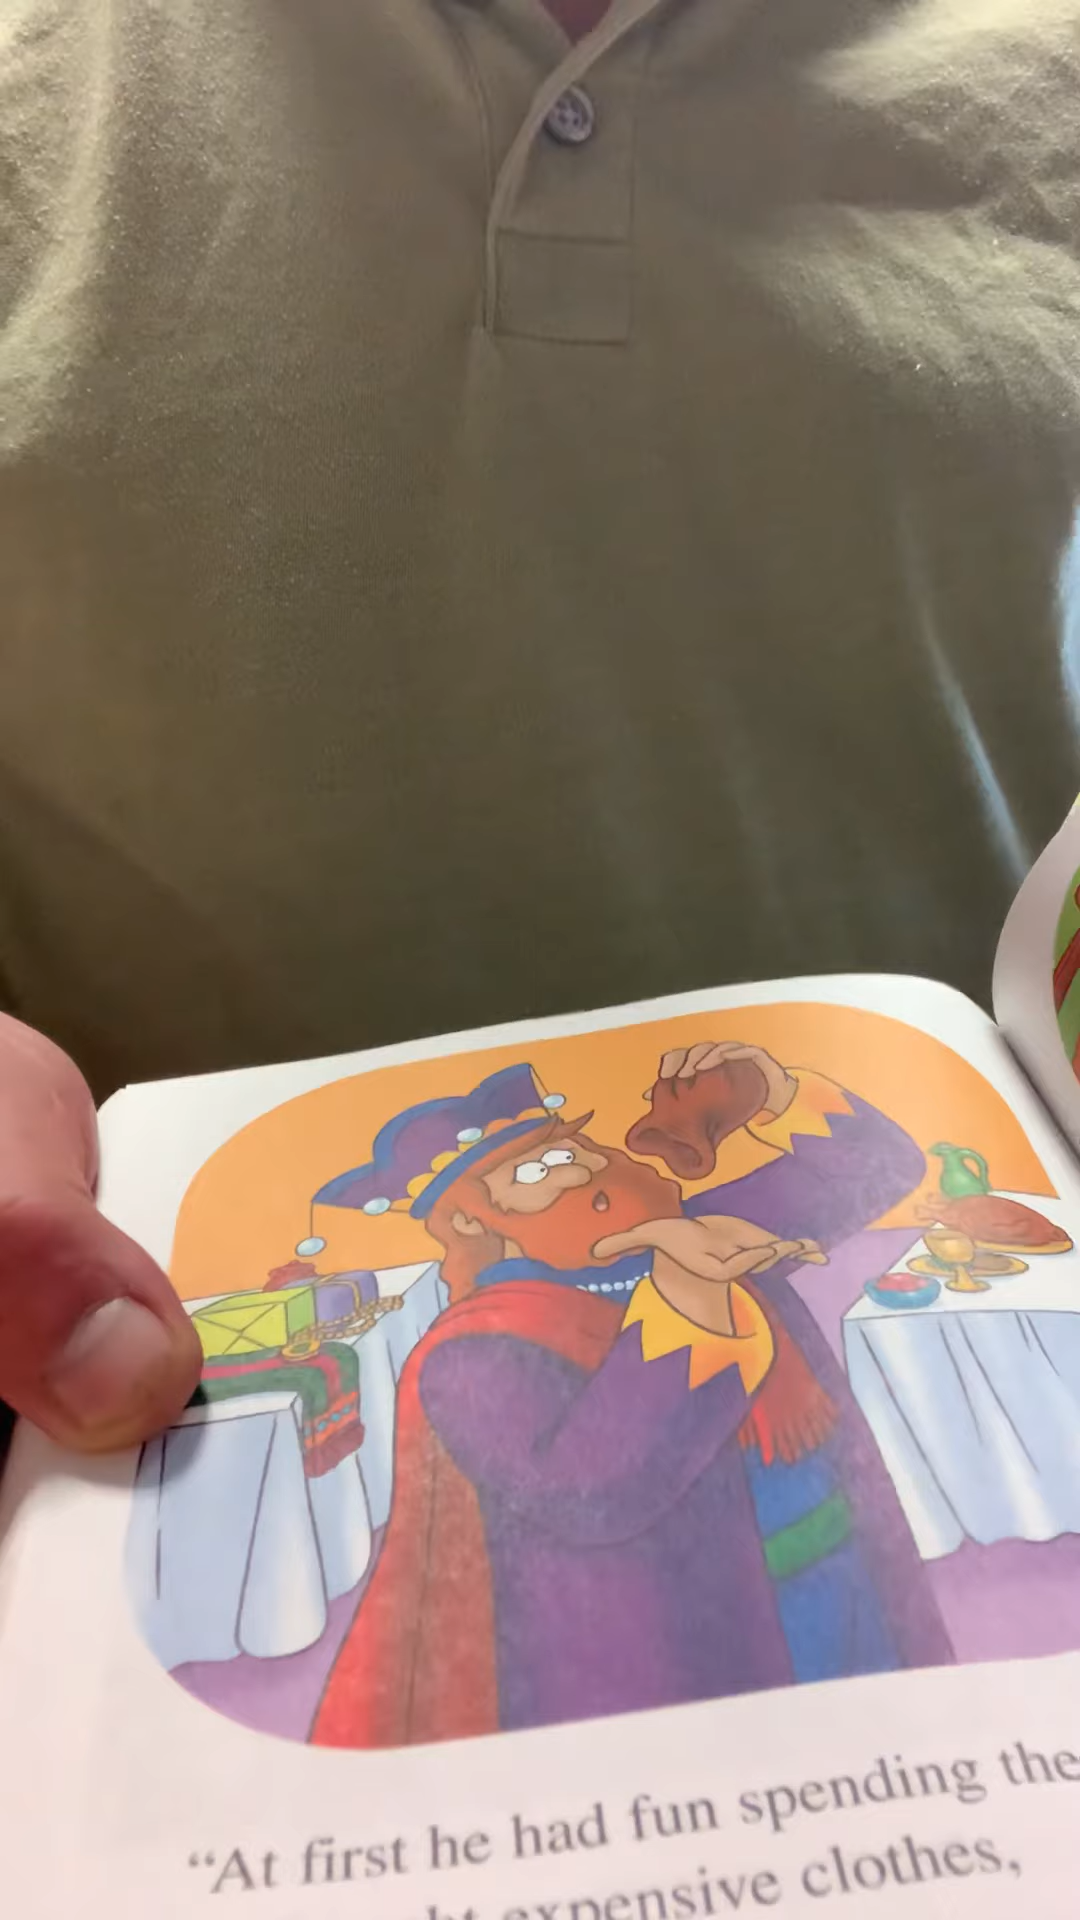 “At first he had fun spending the
expensive clothes,